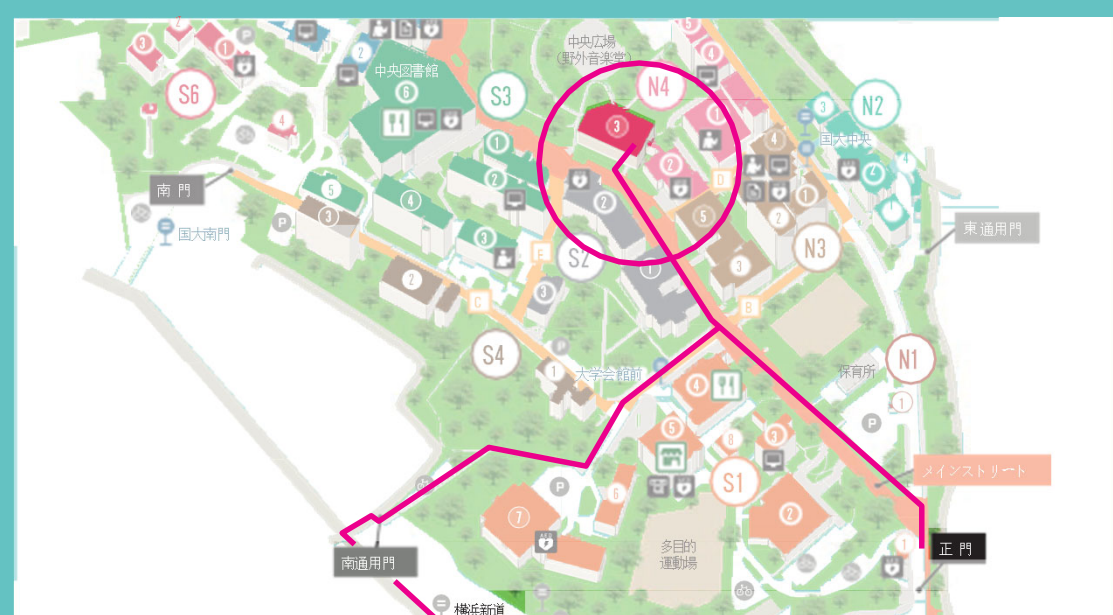 中央広場
(野外音楽堂)
中央図書館
S6
S3
N4
N2
国大中央
南門
国大南門
東通用門
S2
N3
D
E
C
B
S4
N1
大学会館前
保育所
メインストリート
S1
多目的
運動場
正門
南通用門
横浜新道